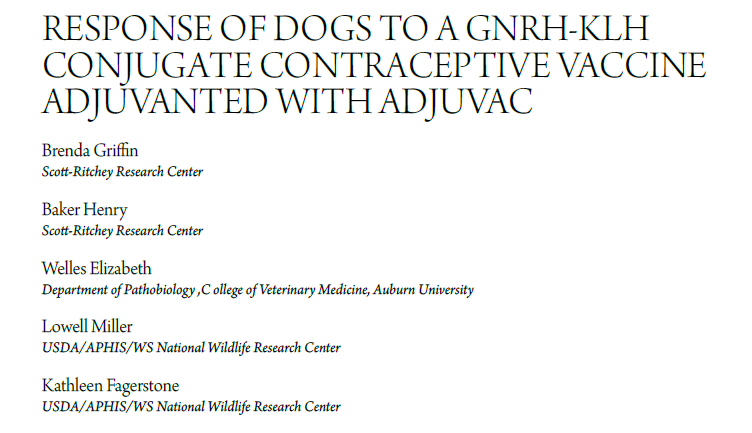 RESPONSE OF DOGS TO A GNRH-KLH
CONJUGATE CONTRACEPTIVE VACCINE
ADJUVANTED WITH ADJUVAC
Brenda Griffin
Scott-Ritchey Research Center
Baker Henry
Scott-Ritchey Research Center
Welles Elizabeth
Department of Pathobiology ,C ollege of Veterinary Medicine, Auburn University
Lowell Miller
USDA/APHIS/WS National Wildlife Research Center
Kathleen Fagerstone
USDA/APHIS/WS National Wildlife Research Center